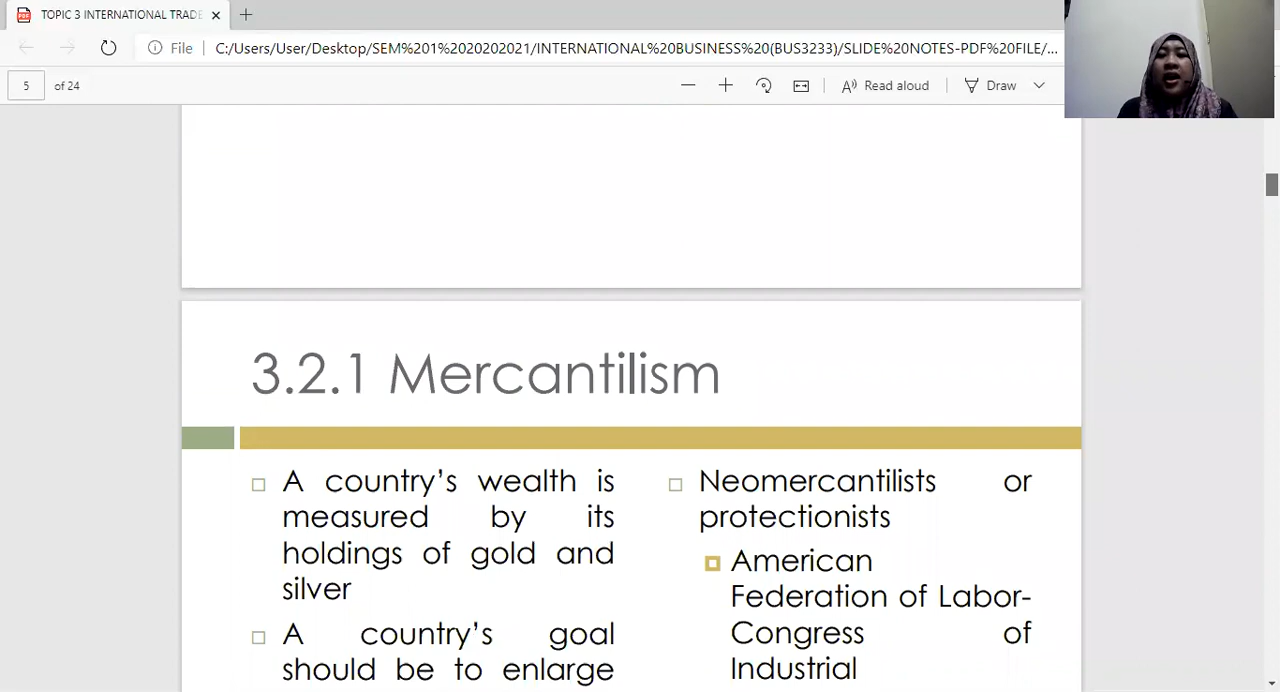 TOPIC 3 INTERNATIONAL TRADE
File
C:/Users/User/Desktop/SEM%201%2020202021/INTERNATIONAL%20BUSINESS%20(BUS3233)/SLIDE%20NOTES-PDF%20FILE/...
5 of 24
Read aloud
Draw
3.2.1 Mercantilism
A country's wealth is
measured by its
holdings of gold and
silver
A country's goal
should be to enlarge
Neomercantilists or
protectionists
American
Federation of Labor-
Congress of
Industrial